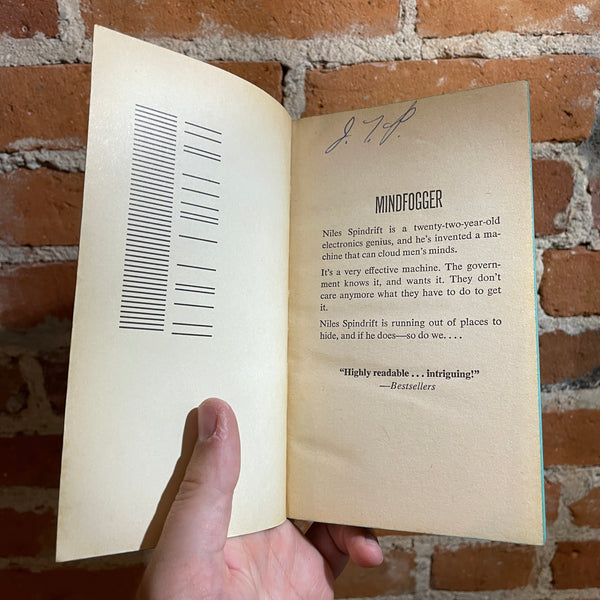 J. T. P.
MINDFOGGER
Niles Spindrift is a twenty-two-year-old
electronics genius, and he's invented a ma-
chine that can cloud men's minds.
It's a very effective machine. The govern-
ment knows it, and wants it. They don't
care anymore what they have to do to get
it.
Niles Spindrift is running out of places to
hide, and if he does—so do we. . . .
“Highly readable . . . intriguing!”
—Bestsellers